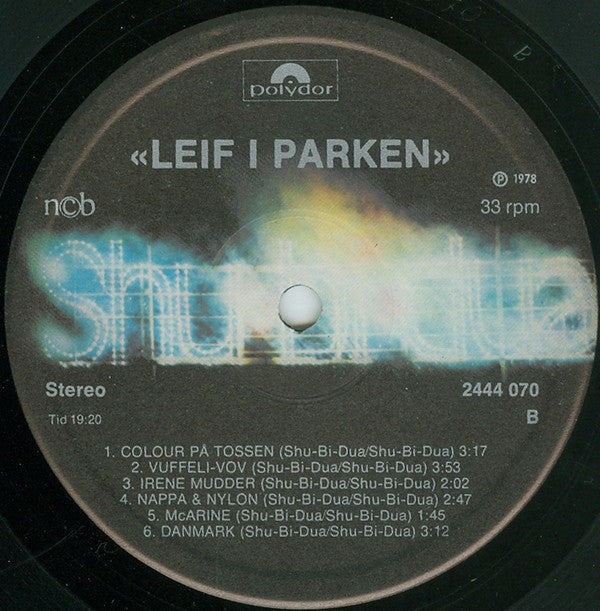 polydor
«LEIF I PARKEN»
℗ 1978
n©b
33 rpm
Shu-bi-dua
Stereo
2444 070
Tid 19:20
B
1. COLOUR PÅ TOSSEN (Shu-Bi-Dua/Shu-Bi-Dua) 3:17
2. VUFFELI-VOV (Shu-Bi-Dua/Shu-Bi-Dua) 3:53
3. IRENE MUDDER (Shu-Bi-Dua/Shu-Bi-Dua) 2:02
4. NAPPA & NYLON (Shu-Bi-Dua/Shu-Bi-Dua) 2:47
5. McARINE (Shu-Bi-Dua/Shu-Bi-Dua) 1:45
6. DANMARK (Shu-Bi-Dua/Shu-Bi-Dua) 3:12